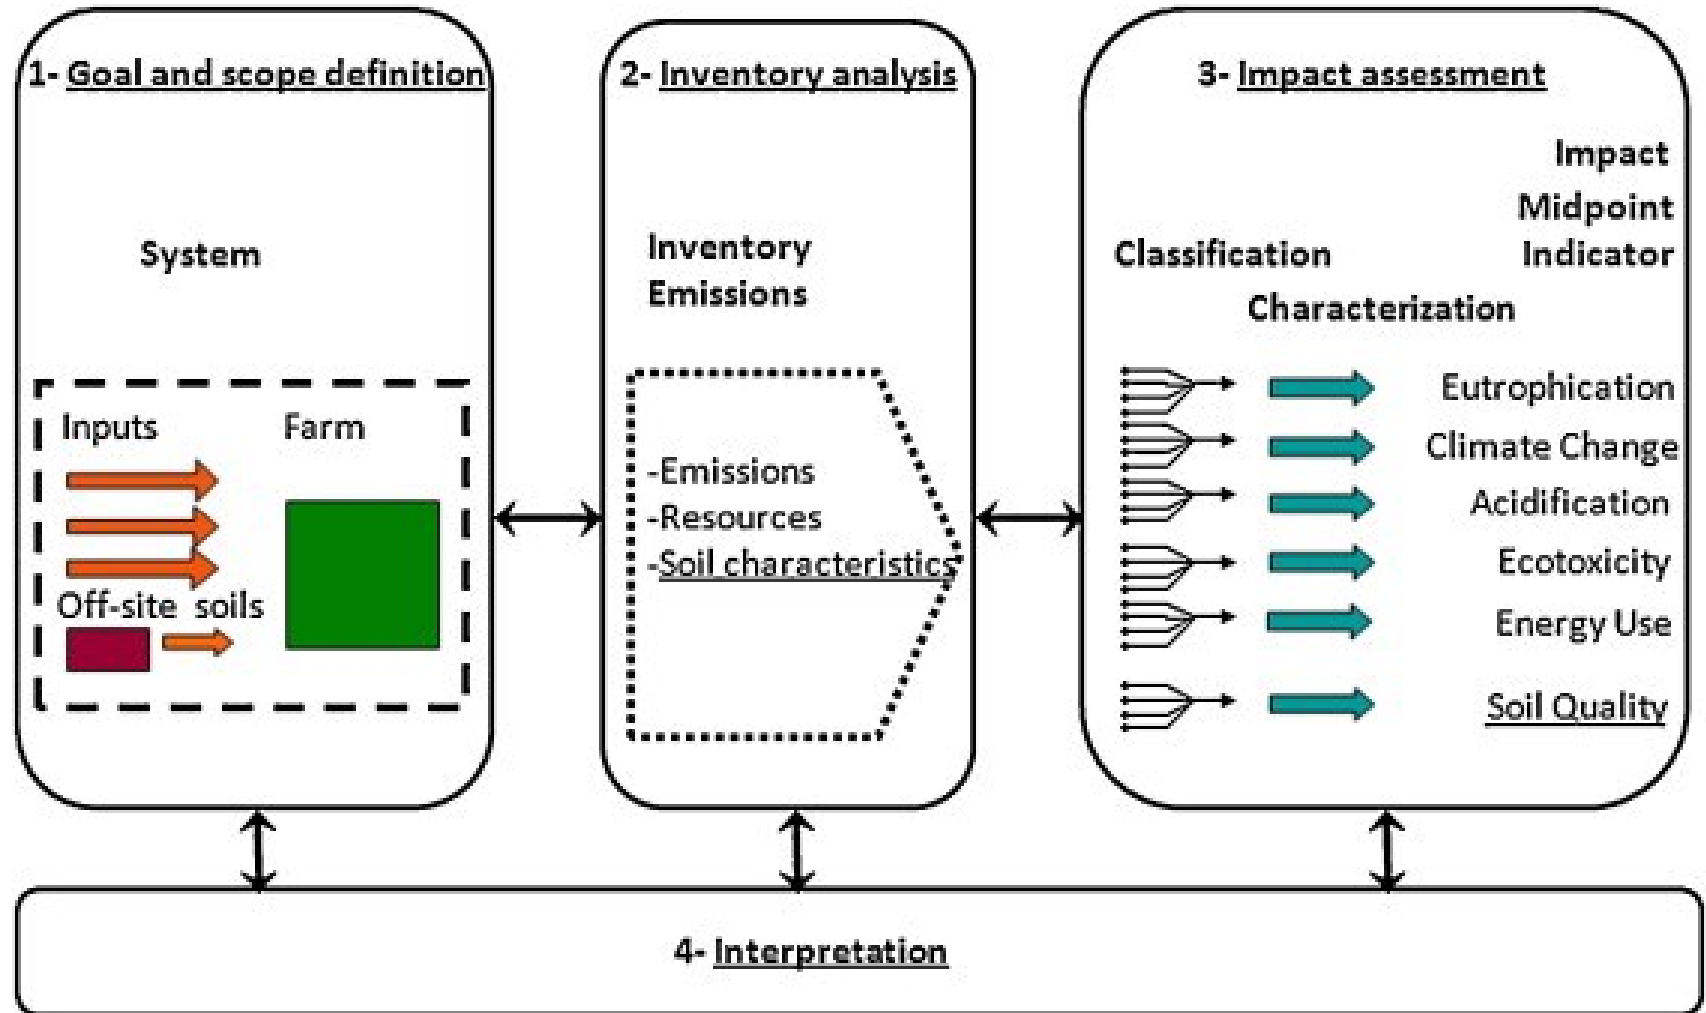 1- Goal and scope definition
System
Inputs
Farm
Off-site soils
2- Inventory analysis
Inventory
Emissions
-Emissions
-Resources
-Soil characteristics
3- Impact assessment
Impact
Midpoint
Indicator
Classification
Characterization
Eutrophication
Climate Change
Acidification
Ecotoxicity
Energy Use
Soil Quality
4- Interpretation